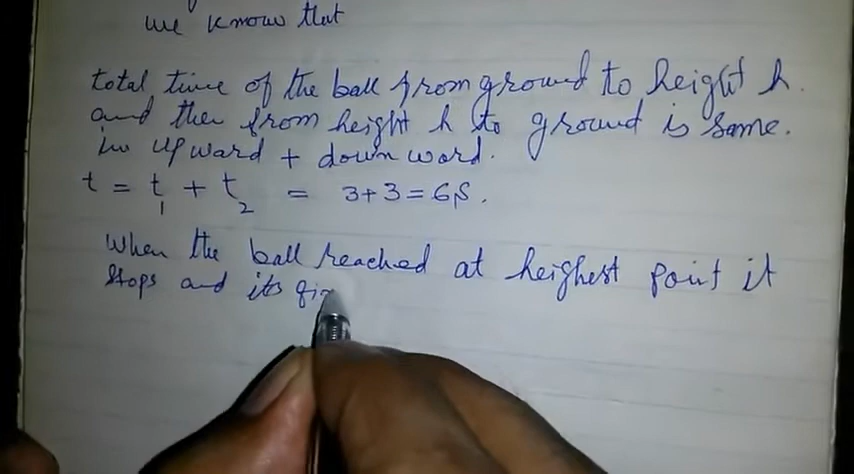 we know that
total time of the ball from ground to height h.
and then from height h to ground is same.
in upward + down word.
t = t1 + t2 = 3+3=6S.
When the ball reached at heighest point it
stops and its fin